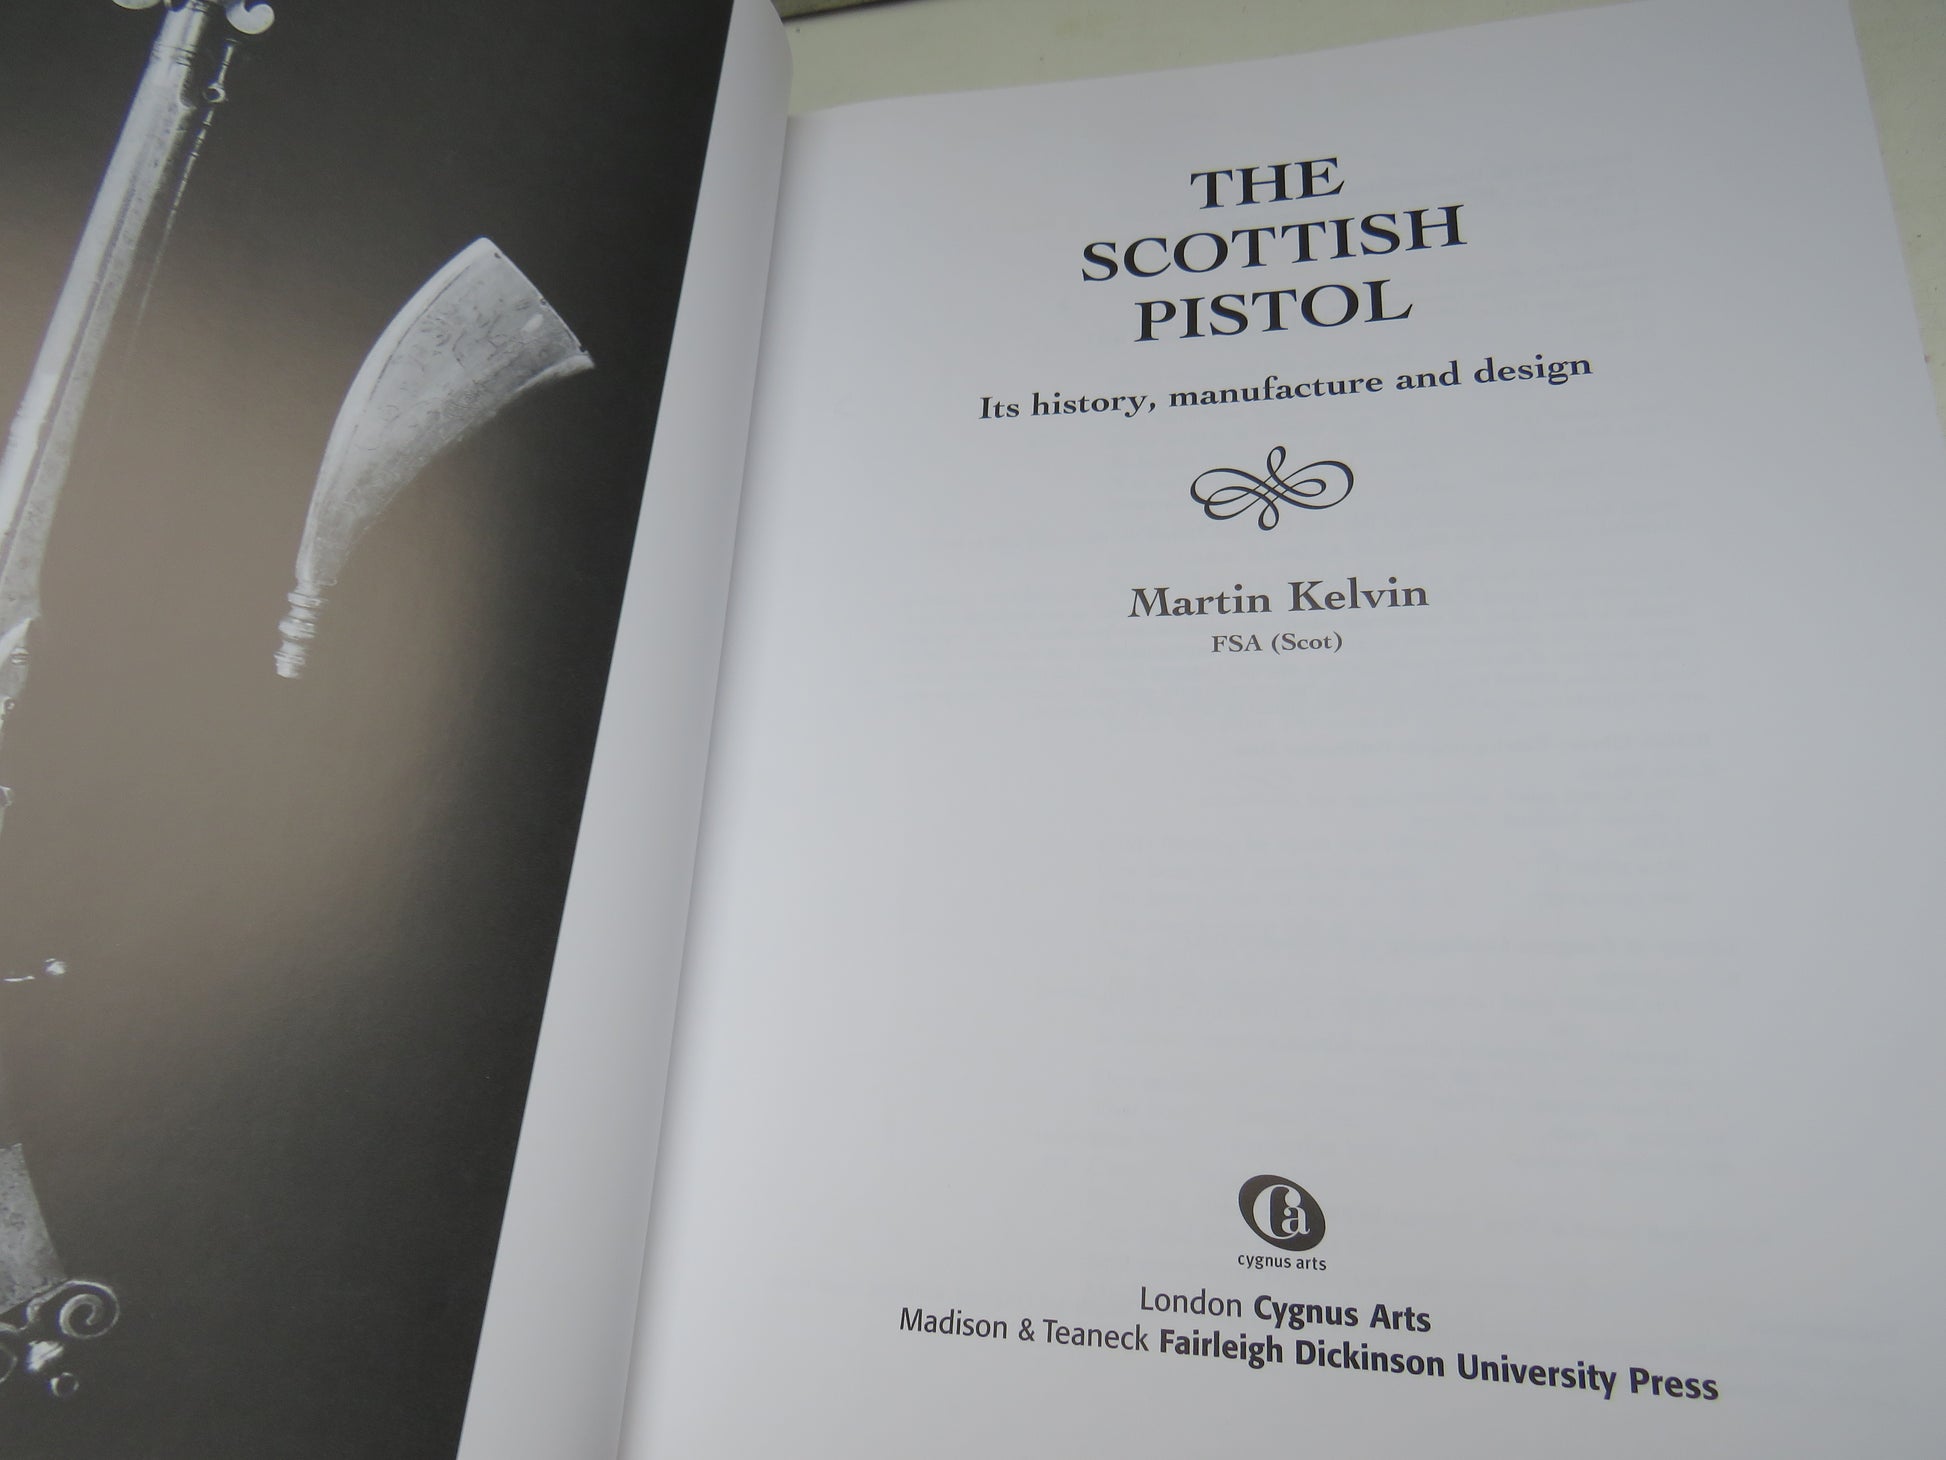 THE
SCOTTISH
PISTOL
Its history, manufacture and design
Martin Kelvin
FSA (Scot)
Ca
cygnus arts
London Cygnus Arts
Madison & Teaneck Fairleigh Dickinson University Press